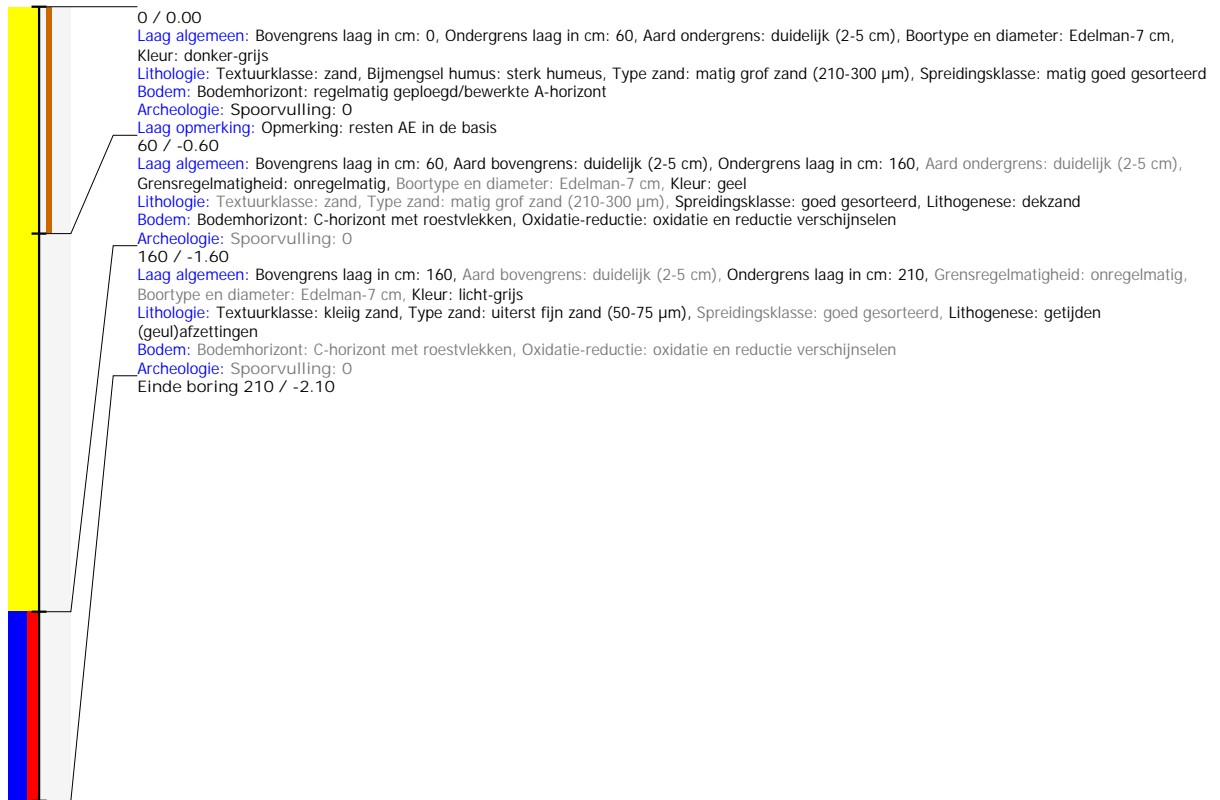 0 / 0.00
Laag algemeen: Bovengrens laag in cm: 0, Ondergrens laag in cm: 60, Aard ondergrens: duidelijk (2-5 cm), Boortype en diameter: Edelman-7 cm,
Kleur: donker-grijs
Lithologie: Textuurklasse: zand, Bijmengsel humus: sterk humeus, Type zand: matig grof zand (210-300 µm), Spreidingsklasse: matig goed gesorteerd
Bodem: Bodemhorizont: regelmatig geploegd/bewerkte A-horizont
Archeologie: Spoorvulling: 0
Laag opmerking: Opmerking: resten AE in de basis
60 / -0.60
Laag algemeen: Bovengrens laag in cm: 60, Aard bovengrens: duidelijk (2-5 cm), Ondergrens laag in cm: 160, Aard ondergrens: duidelijk (2-5 cm),
Grensregelmatigheid: onregelmatig, Boortype en diameter: Edelman-7 cm, Kleur: geel
Lithologie: Textuurklasse: zand, Type zand: matig grof zand (210-300 µm), Spreidingsklasse: goed gesorteerd, Lithogenese: dekzand
Bodem: Bodemhorizont: C-horizont met roestvlekken, Oxidatie-reductie: oxidatie en reductie verschijnselen
Archeologie: Spoorvulling: 0
160 / -1.60
Laag algemeen: Bovengrens laag in cm: 160, Aard bovengrens: duidelijk (2-5 cm), Ondergrens laag in cm: 210, Grensregelmatigheid: onregelmatig,
Boortype en diameter: Edelman-7 cm, Kleur: licht-grijs
Lithologie: Textuurklasse: kleiig zand, Type zand: uiterst fijn zand (50-75 µm), Spreidingsklasse: goed gesorteerd, Lithogenese: getijden
(geul)afzettingen
Bodem: Bodemhorizont: C-horizont met roestvlekken, Oxidatie-reductie: oxidatie en reductie verschijnselen
Archeologie: Spoorvulling: 0
Einde boring 210 / -2.10